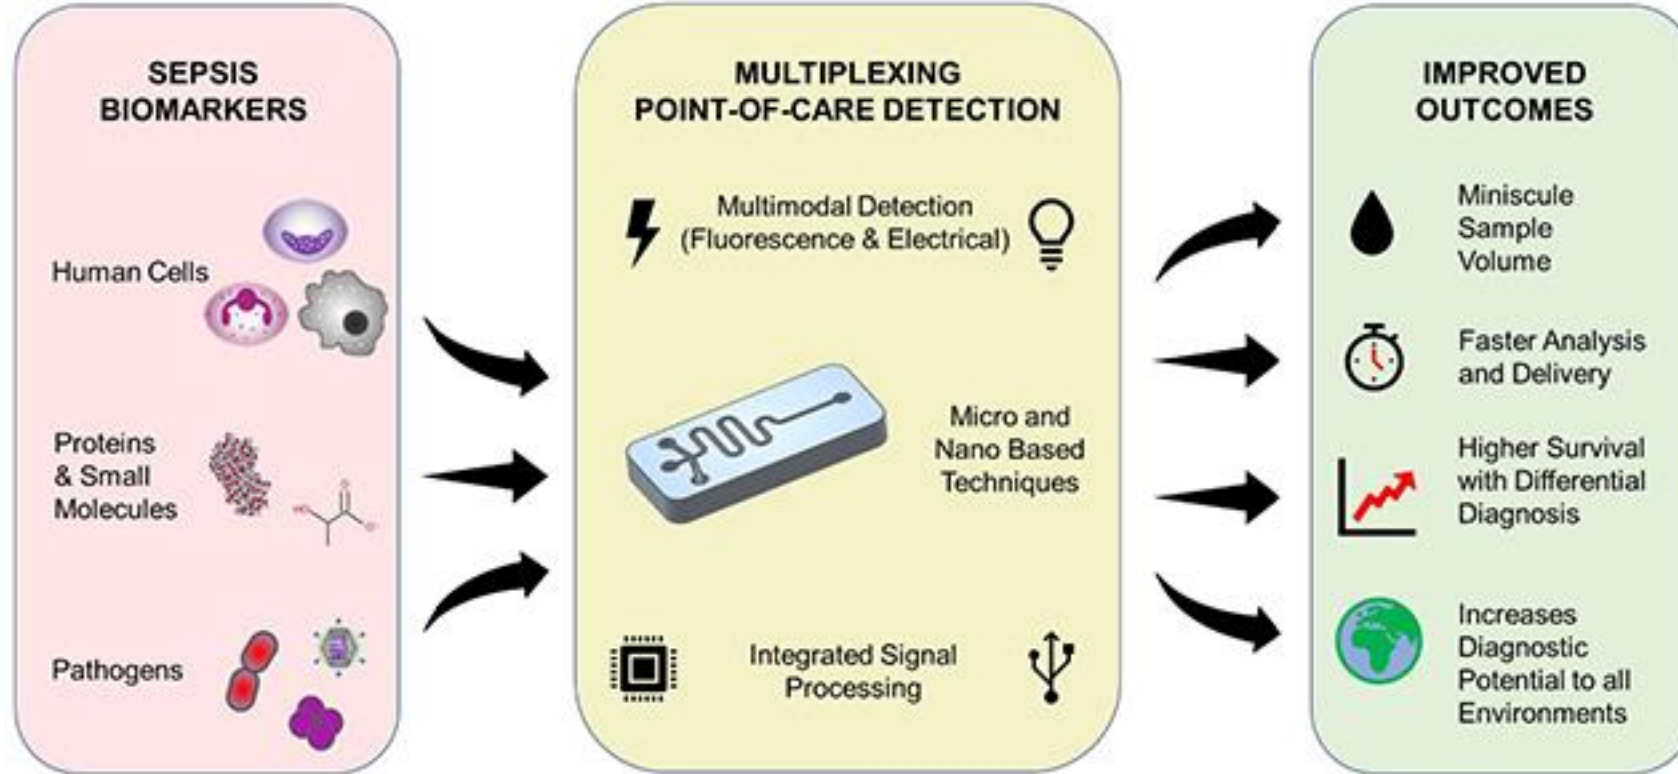 SEPSIS
BIOMARKERS
Human Cells
Proteins
& Small
Molecules
HO
O
O⁻
Pathogens
MULTIPLEXING
POINT-OF-CARE DETECTION
Multimodal Detection
(Fluorescence & Electrical)
Micro and
Nano Based
Techniques
Integrated Signal
Processing
IMPROVED
OUTCOMES
Miniscule
Sample
Volume
Faster Analysis
and Delivery
Higher Survival
with Differential
Diagnosis
Increases
Diagnostic
Potential to all
Environments